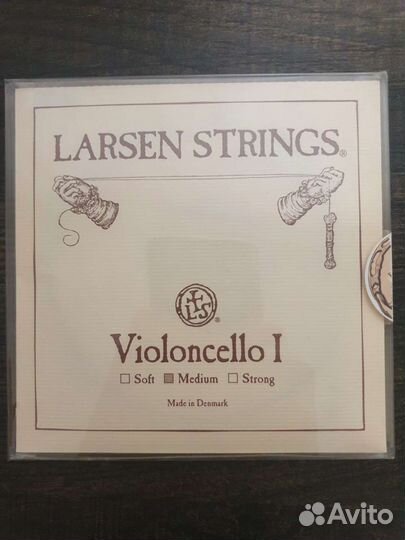 LARSEN STRINGS®
LS
®
Violoncello I
☐ Soft ■ Medium ☐ Strong
Made in Denmark
Avito